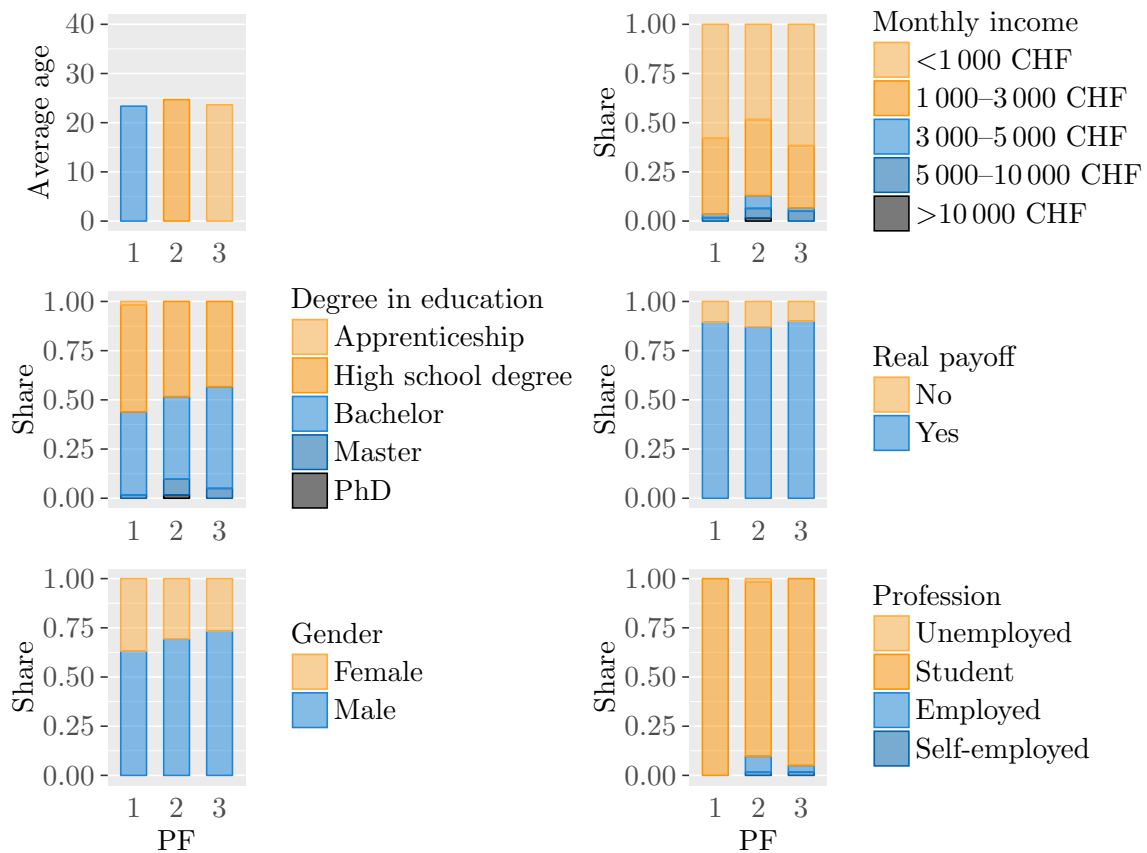 Average age
40
30
20
10
0
1 2 3
Share
1.00
0.75
0.50
0.25
0.00
1 2 3
Monthly income
<1 000 CHF
1 000–3 000 CHF
3 000–5 000 CHF
5 000–10 000 CHF
>10 000 CHF
Share
1.00
0.75
0.50
0.25
0.00
1 2 3
Degree in education
Apprenticeship
High school degree
Bachelor
Master
PhD
Share
1.00
0.75
0.50
0.25
0.00
1 2 3
Real payoff
No
Yes
Share
1.00
0.75
0.50
0.25
0.00
1 2 3
PF
Gender
Female
Male
Share
1.00
0.75
0.50
0.25
0.00
1 2 3
PF
Profession
Unemployed
Student
Employed
Self-employed